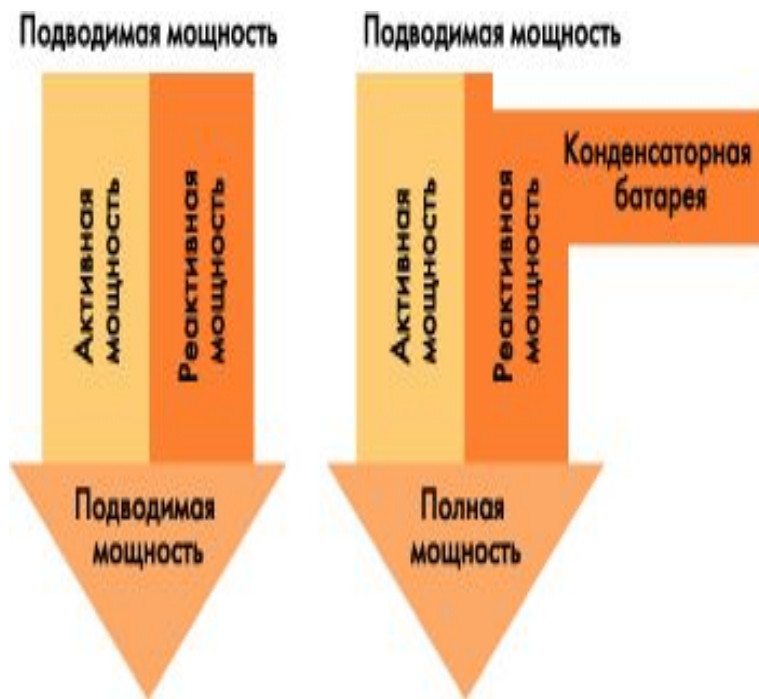 Подводимая мощность
Активная
мощность
Реактивная
мощность
Подводимая
мощность
Подводимая мощность
Активная
мощность
Реактивная
мощность
Конденсаторная
батарея
Полная
мощность